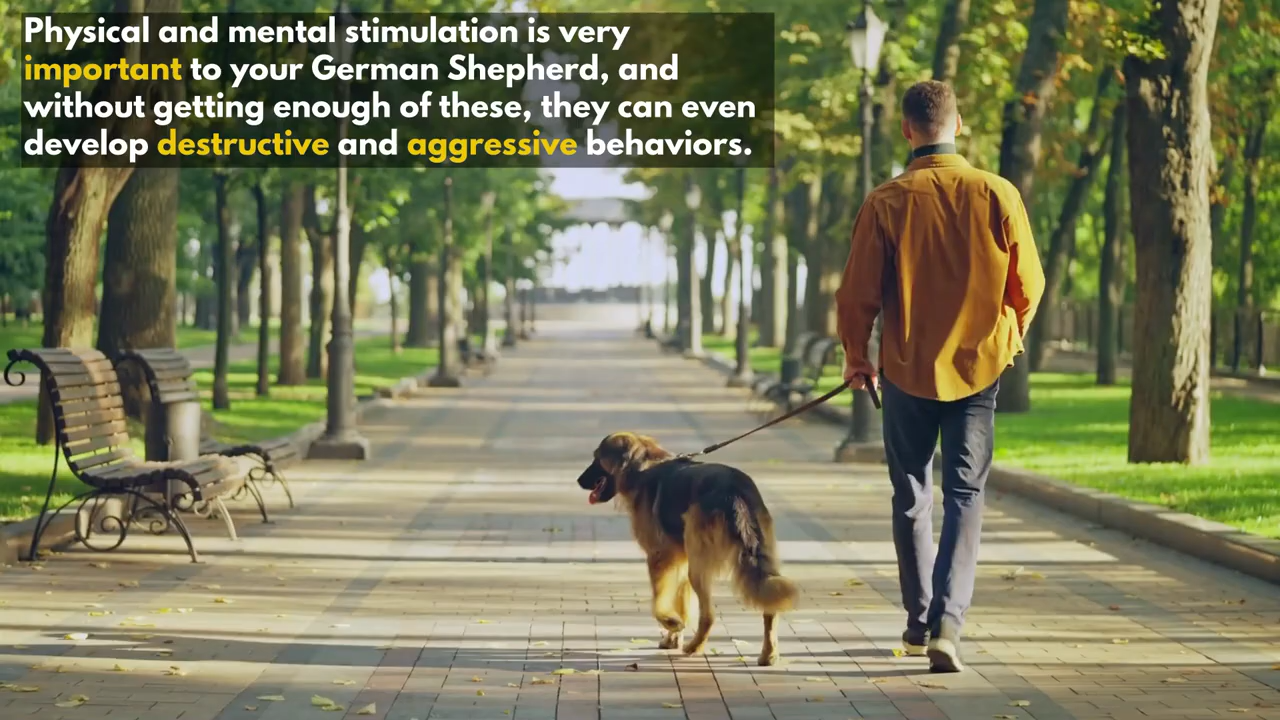 Physical and mental stimulation is very
important to your German Shepherd, and
without getting enough of these, they can even
develop destructive and aggressive behaviors.